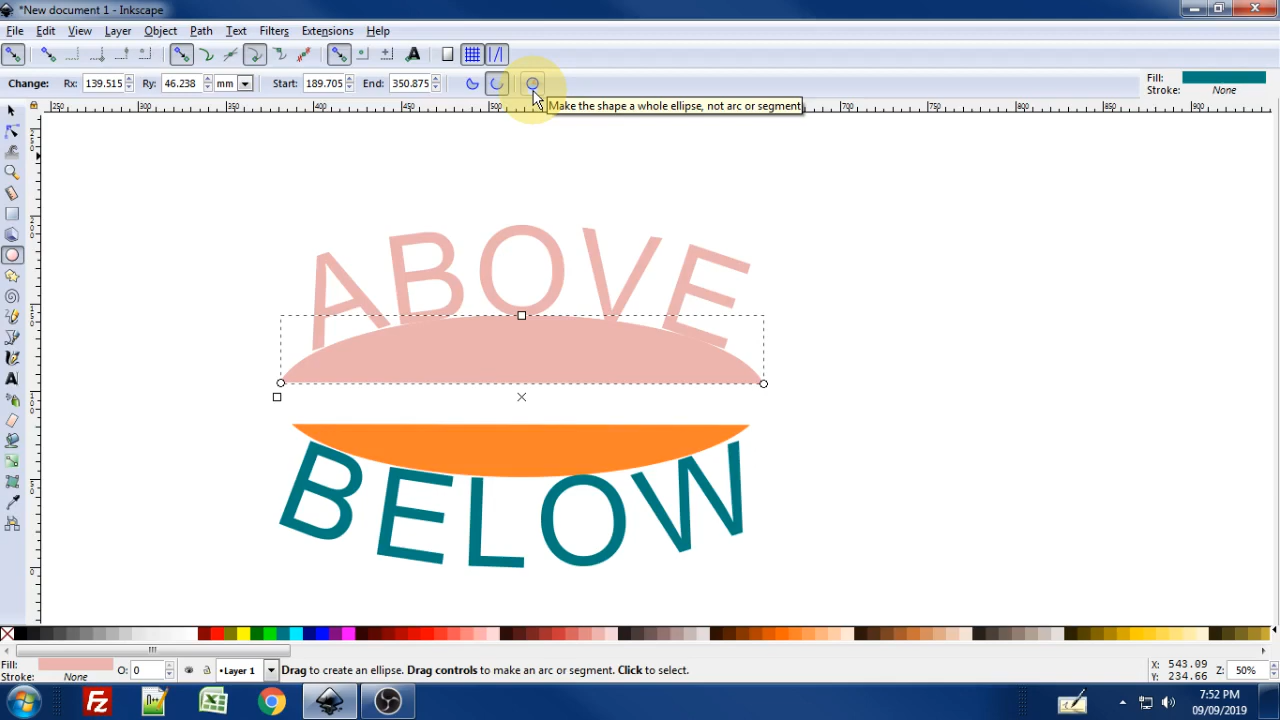 *New document 1 - Inkscape
File Edit View Layer Object Path Text Filters Extensions Help
Change: Rx: 139.515 Ry: 46.238 mm Start: 189.705 End: 350.875 Fill:
Stroke: None
Make the shape a whole ellipse, not arc or segment
ABOVE
BELOW
Fill: O: 0 •Layer 1 Drag to create an ellipse. Drag controls to make an arc or segment. Click to select. X: 543.09 Z: 50%
Stroke: None Y: 234.66
7:52 PM
09/09/2019